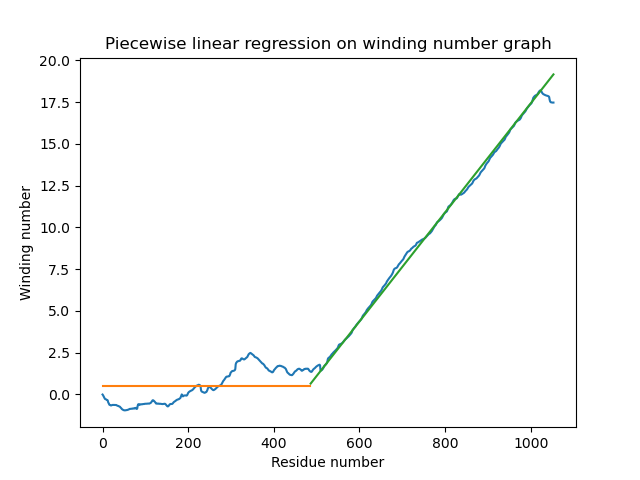 Piecewise linear regression on winding number graph
20.0
17.5
15.0
12.5
10.0
7.5
5.0
2.5
0.0
Winding number
0 200 400 600 800 1000
Residue number